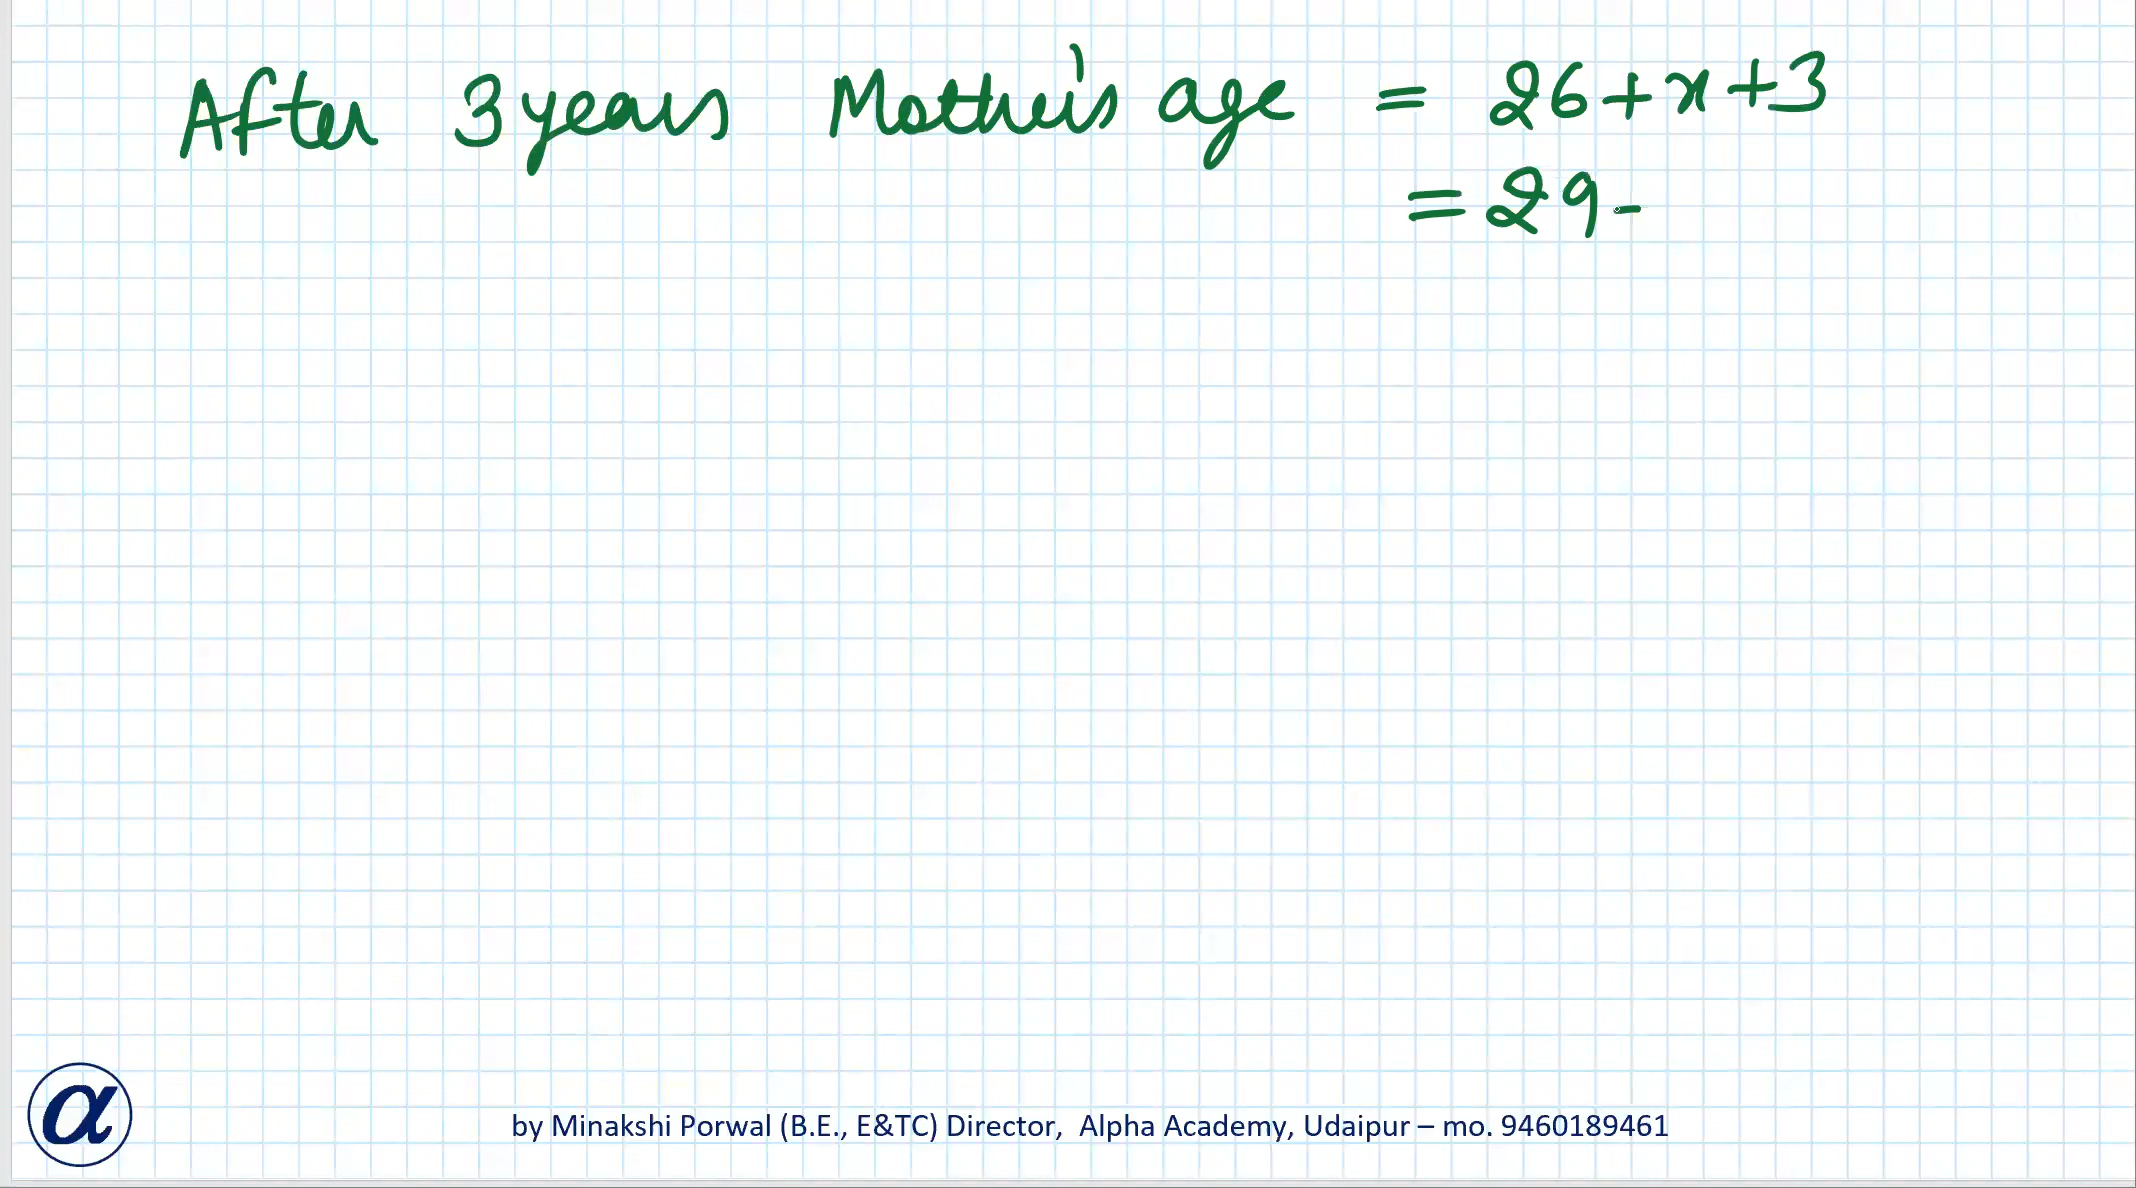 After 3 years Mother's age = 26 + x + 3
= 29 -
α
by Minakshi Porwal (B.E., E&TC) Director, Alpha Academy, Udaipur – mo. 9460189461